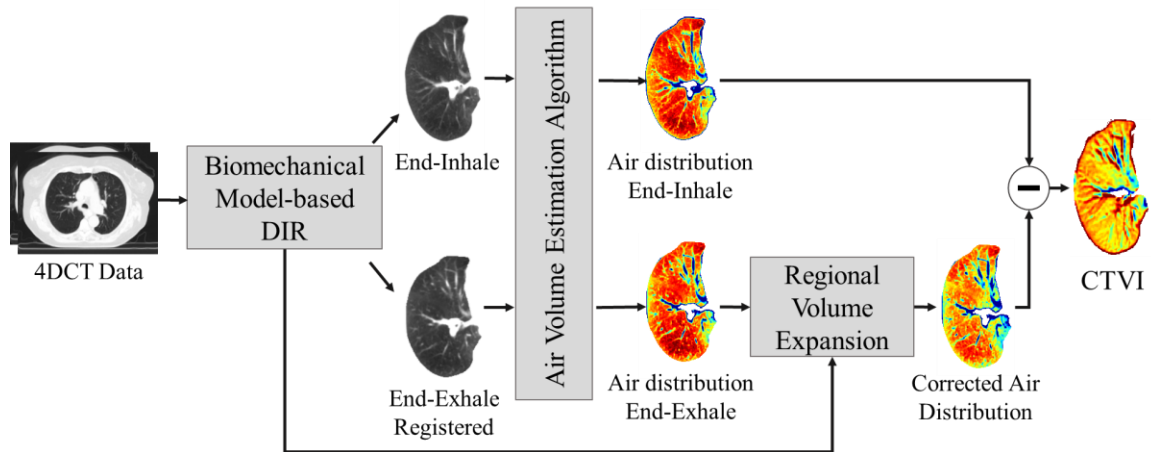 4DCT Data
Biomechanical
Model-based
DIR
End-Inhale
End-Exhale
Registered
Air Volume Estimation Algorithm
Air distribution
End-Inhale
Air distribution
End-Exhale
Regional
Volume
Expansion
Corrected Air
Distribution
CTVI